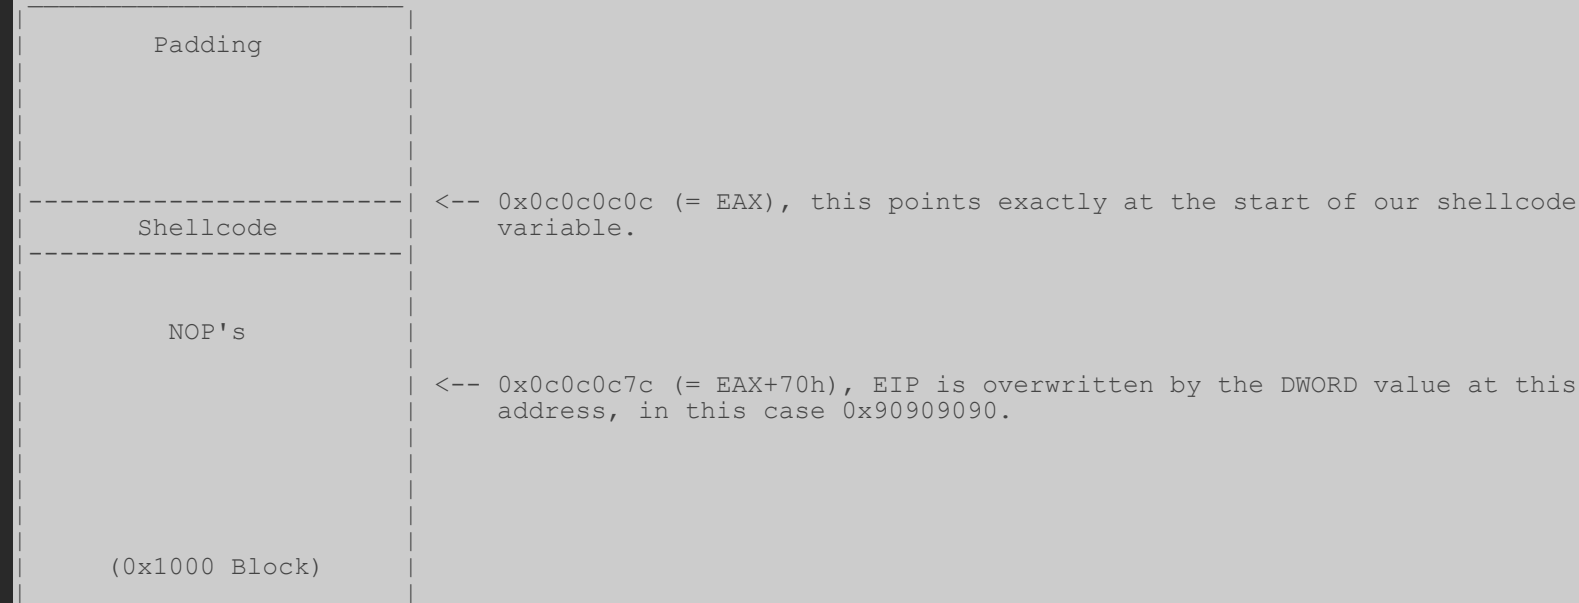 Padding
<-- 0x0c0c0c0c (= EAX), this points exactly at the start of our shellcode
Shellcode variable.
NOP's
<-- 0x0c0c0c7c (= EAX+70h), EIP is overwritten by the DWORD value at this
address, in this case 0x90909090.
(0x1000 Block)